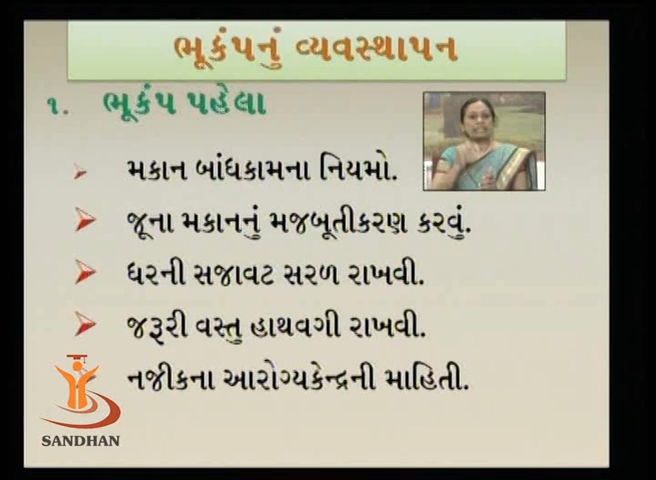 ભૂકંપનું વ્યવસ્થાપન
૧. ભૂકંપ પહેલા
મકાન બાંધકામના નિયમો.
જૂના મકાનનું મજબૂતીકરણ કરવું.
ઘરની સજાવટ સરળ રાખવી.
જરૂરી વસ્તુ હાથવગી રાખવી.
નજીકના આરોગ્યકેન્દ્રની માહિતી.
SANDHAN